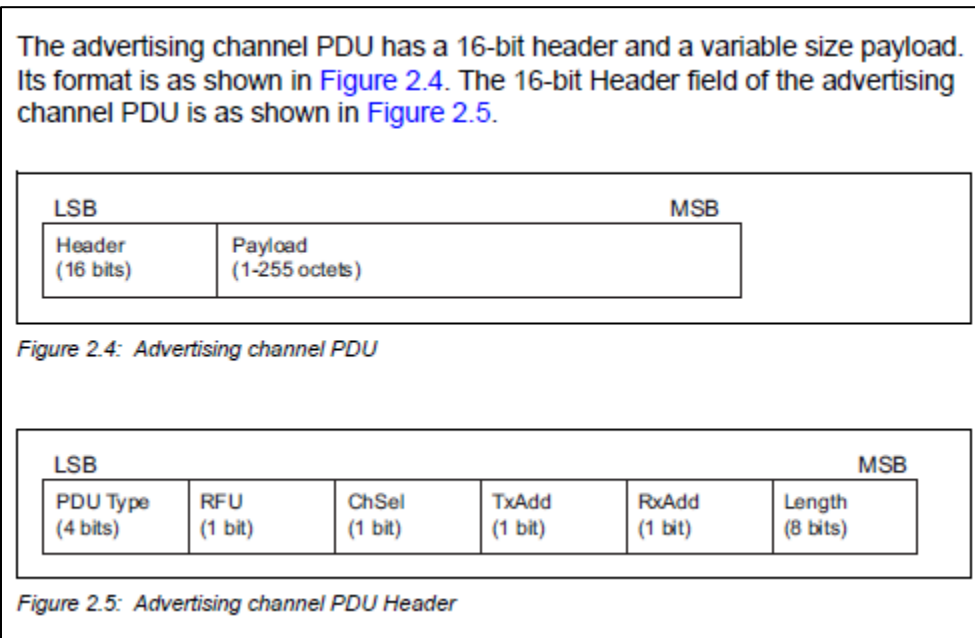 The advertising channel PDU has a 16-bit header and a variable size payload.
Its format is as shown in Figure 2.4. The 16-bit Header field of the advertising
channel PDU is as shown in Figure 2.5.
LSB MSB
Header Payload
(16 bits) (1-255 octets)
Figure 2.4: Advertising channel PDU
LSB MSB
PDU Type RFU ChSel TxAdd RxAdd Length
(4 bits) (1 bit) (1 bit) (1 bit) (1 bit) (8 bits)
Figure 2.5: Advertising channel PDU Header